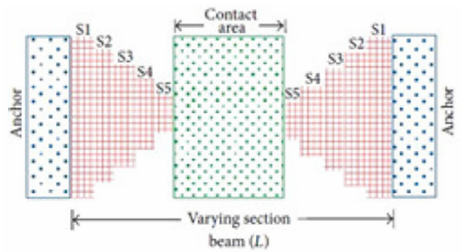 Contact
area
S1
S2
S3
S4
S5
S1
S2
S3
S4
S5
Anchor
Anchor
Varying section
beam (L)